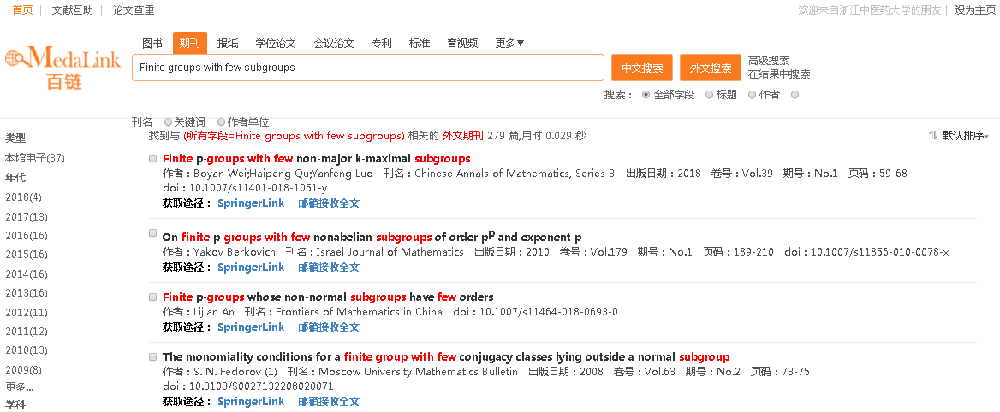 首页 | 文献互助 | 论文查重
欢迎来自浙江中医药大学的朋友 | 设为主页
MedaLink
百链
图书 期刊 报纸 学位论文 会议论文 专利 标准 音视频 更多▼
Finite groups with few subgroups
中文搜索 外文搜索
高级搜索
在结果中搜索
搜索： 全部字段 标题 作者
刊名 关键词 作者单位
找到与 (所有字段=Finite groups with few subgroups) 相关的 外文期刊 279 篇,用时 0.029 秒
默认排序
类型
本馆电子(37)
年代
2018(4)
2017(13)
2016(16)
2015(16)
2014(16)
2013(16)
2012(11)
2011(12)
2010(13)
2009(8)
更多...
学科
Finite p-groups with few non-major k-maximal subgroups
作者：Boyan Wei;Haipeng Qu;Yanfeng Luo 刊名：Chinese Annals of Mathematics, Series B 出版日期：2018 卷号：Vol.39 期号：No.1 页码：59-68
doi：10.1007/s11401-018-1051-y
获取途径： SpringerLink 邮箱接收全文
On finite p-groups with few nonabelian subgroups of order pᵖ and exponent p
作者：Yakov Berkovich 刊名：Israel Journal of Mathematics 出版日期：2010 卷号：Vol.179 期号：No.1 页码：189-210 doi：10.1007/s11856-010-0078-x
获取途径： SpringerLink 邮箱接收全文
Finite p-groups whose non-normal subgroups have few orders
作者：Lijian An 刊名：Frontiers of Mathematics in China doi：10.1007/s11464-018-0693-0
获取途径： SpringerLink 邮箱接收全文
The monomiality conditions for a finite group with few conjugacy classes lying outside a normal subgroup
作者：S. N. Fedorov (1) 刊名：Moscow University Mathematics Bulletin 出版日期：2008 卷号：Vol.63 期号：No.2 页码：73-75
doi：10.3103/S0027132208020071
获取途径： SpringerLink 邮箱接收全文